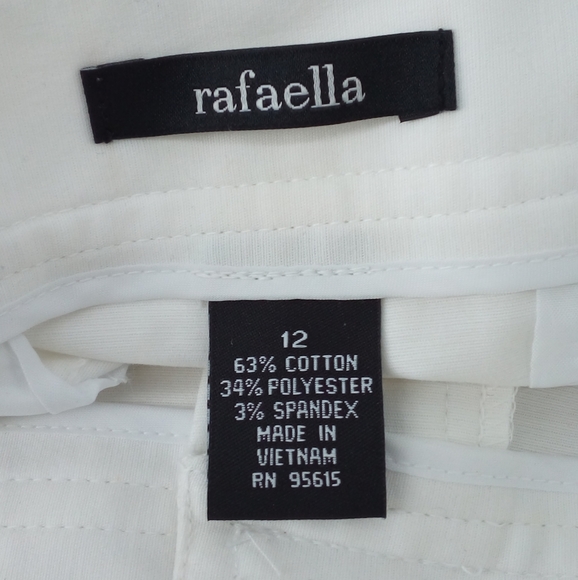 rafaella
12
63% COTTON
34% POLYESTER
3% SPANDEX
MADE IN
VIETNAM
RN 95615